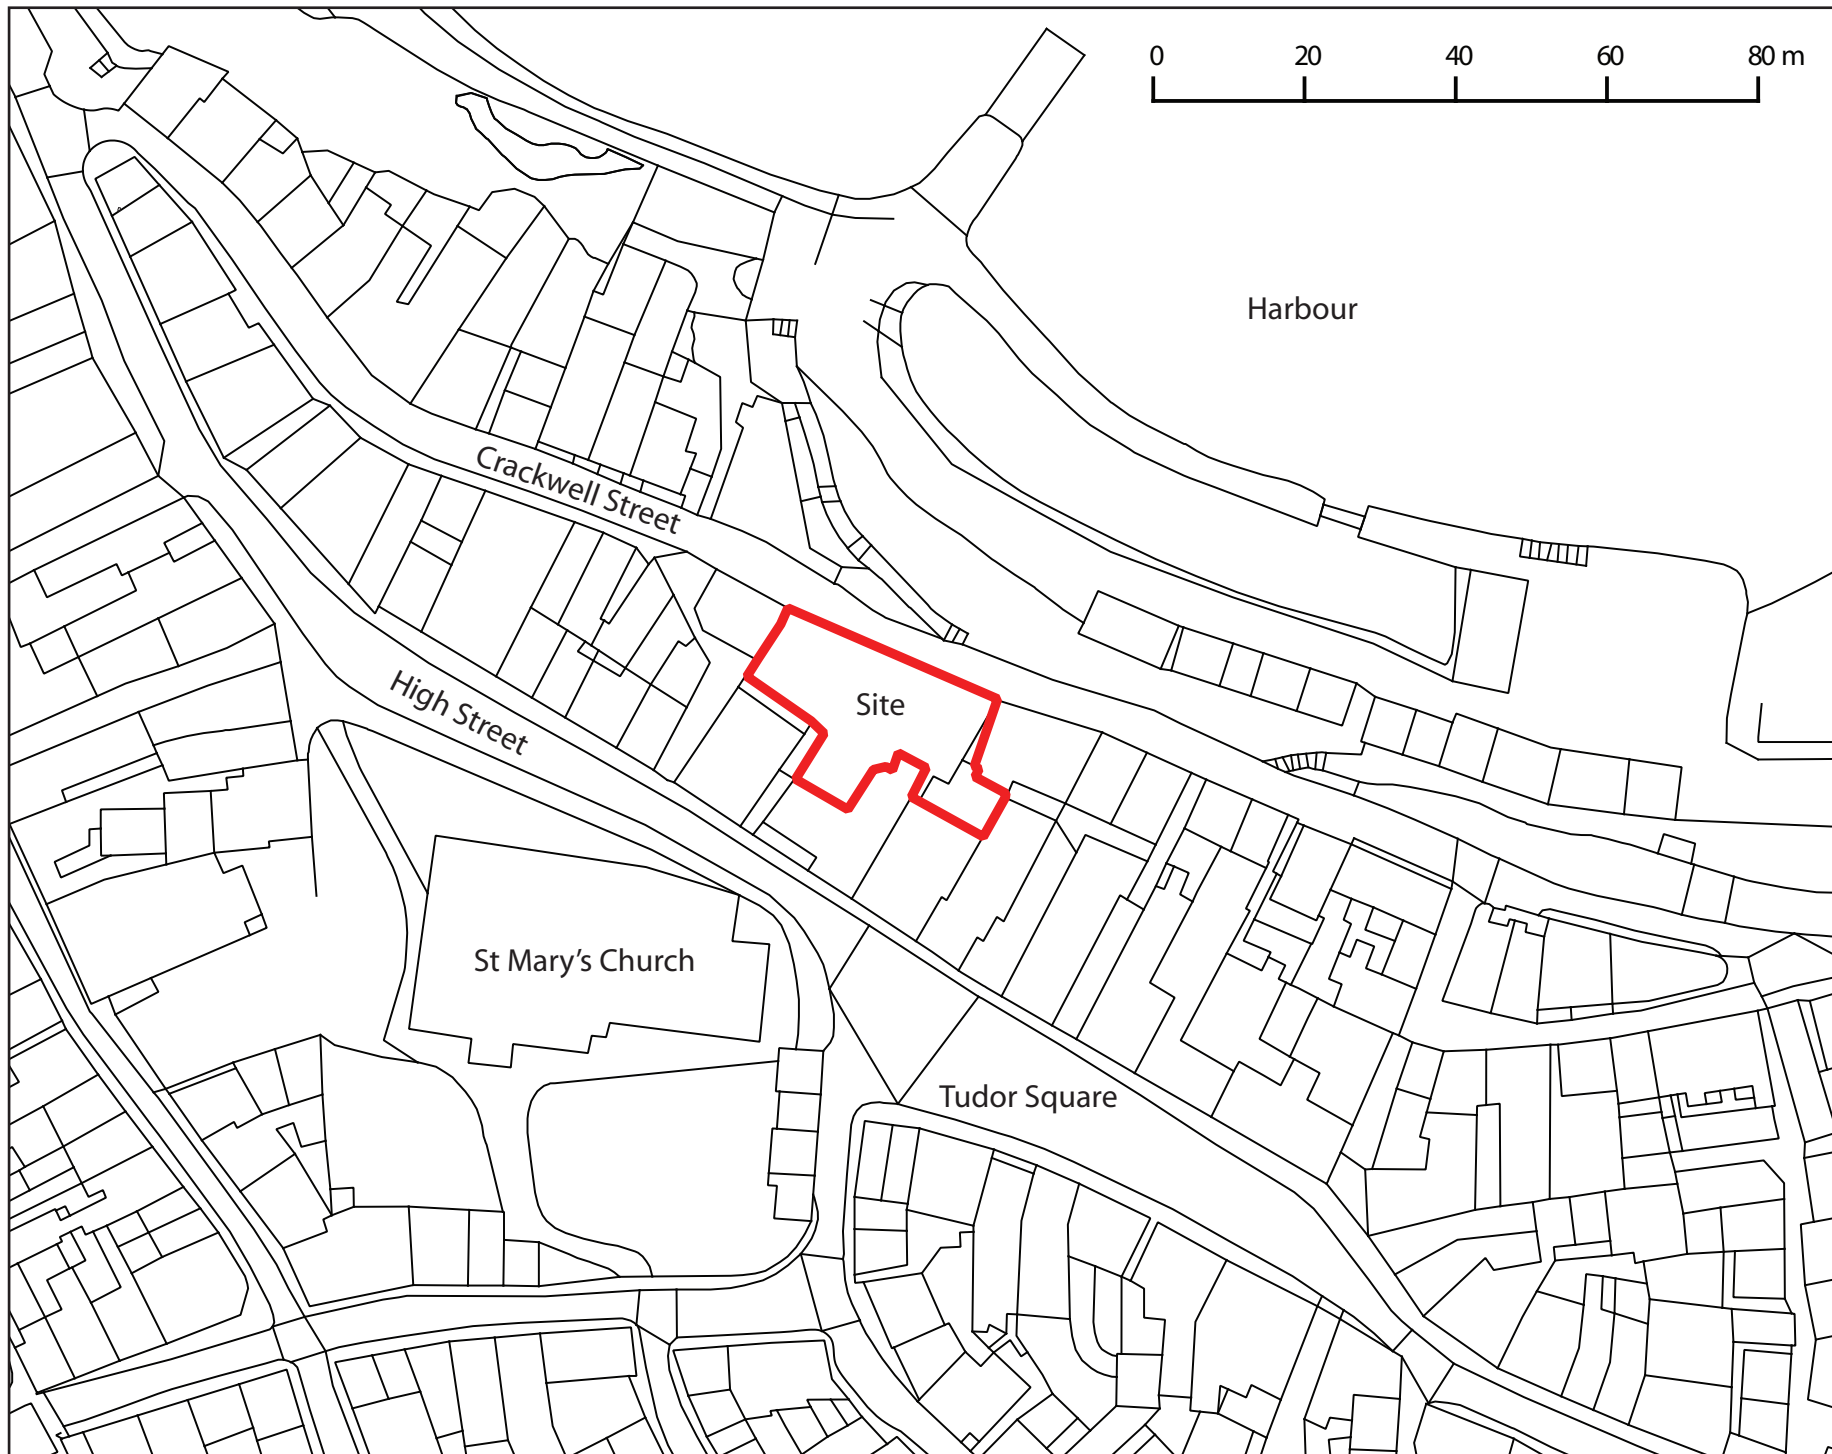 0 20 40 60 80 m
Harbour
Crackwell Street
Site
High Street
St Mary’s Church
Tudor Square